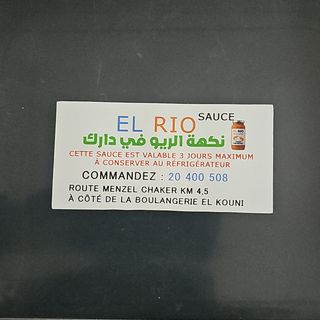 EL RIO SAUCE
نكهة الريو في دارك
CETTE SAUCE EST VALABLE 3 JOURS MAXIMUM
À CONSERVER AU RÉFRIGÉRATEUR
COMMANDEZ : 20 400 508
ROUTE MENZEL CHAKER KM 4,5
À CÔTÉ DE LA BOULANGERIE EL KOUNI